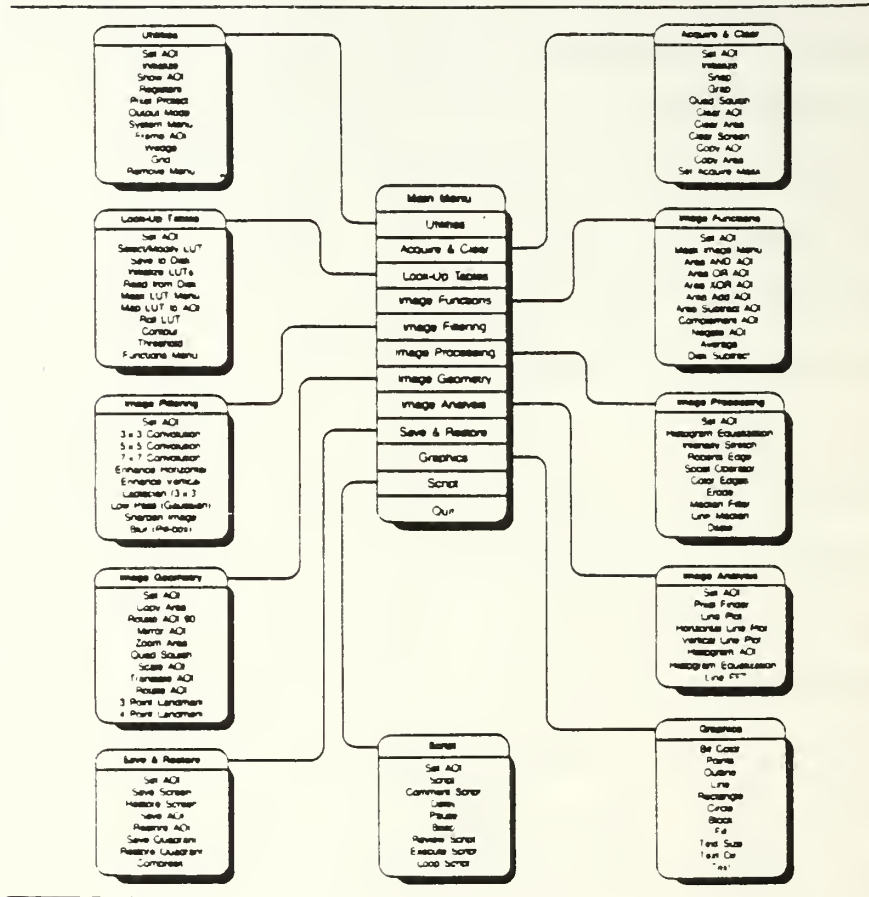 Utilities
Set AOI
Initialize
Show AOI
Registers
Pixel Protect
Output Mode
System Menu
Frame AOI
Wedge
Grid
Remove Menu
Acquire & Clear
Set AOI
Initialize
Snap
Grab
Quad Squash
Clear AOI
Clear Area
Clear Screen
Copy AOI
Copy Area
Set Acquire Mask
Main Menu
Utilities
Acquire & Clear
Look-Up Tables
Image Functions
Image Filtering
Image Processing
Image Geometry
Image Analysis
Save & Restore
Graphics
Script
Quit
Look-Up Tables
Set AOI
Select/Modify LUT
Save to Disk
Initialize LUTs
Read from Disk
Mask LUT Menu
Map LUT to AOI
Roll LUT
Contour
Threshold
Functions Menu
Image Functions
Set AOI
Mask Image Menu
Area AND AOI
Area OR AOI
Area XOR AOI
Area Add AOI
Area Subtract AOI
Complement AOI
Negate AOI
Average
Disk Subtract
Image Filtering
Set AOI
3 x 3 Convolution
5 x 5 Convolution
7 x 7 Convolution
Enhance Horizontal
Enhance Vertical
Laplacian (3 x 3
Low Pass (Gaussian)
Sharpen Image
Blur (Pill-box)
Image Processing
Set AOI
Histogram Equalization
Intensity Stretch
Roberts Edge
Sobel Operator
Color Edges
Erode
Median Filter
Line Median
Dilate
Image Geometry
Set AOI
Copy Area
Rotate AOI 90
Mirror AOI
Zoom Area
Quad Squash
Scale AOI
Translate AOI
Rotate AOI
3 Point Landmark
4 Point Landmark
Image Analysis
Set AOI
Pixel Finder
Line Plot
Horizontal Line Plot
Vertical Line Plot
Histogram AOI
Histogram Equalization
Line FFT
Save & Restore
Set AOI
Save Screen
Restore Screen
Save AOI
Restore AOI
Save Quadrant
Restore Quadrant
Compress
Script
Set AOI
Script
Comment Script
Delay
Pause
Beep
Review Script
Execute Script
Loop Script
Graphics
Bit Color
Points
Outline
Line
Rectangle
Circle
Block
Fill
Text Size
Text Dir
Text